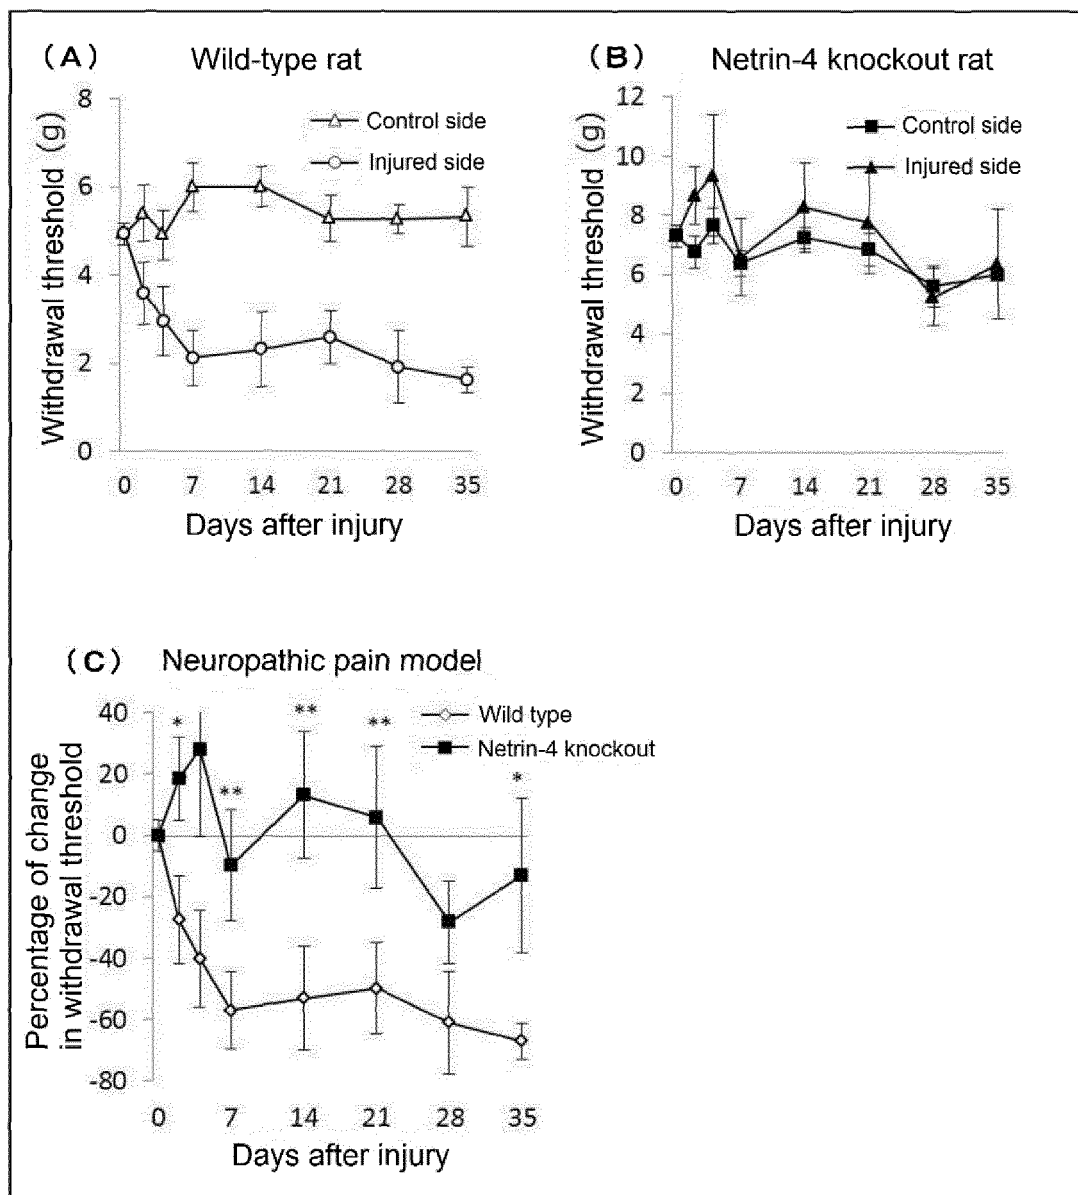 (A) Wild-type rat
Withdrawal threshold (g)
8
6
4
2
0
Control side
Injured side
0 7 14 21 28 35
Days after injury
(B) Netrin-4 knockout rat
Withdrawal threshold (g)
12
10
8
6
4
2
0
Control side
Injured side
0 7 14 21 28 35
Days after injury
(C) Neuropathic pain model
Percentage of change
in withdrawal threshold
40
20
0
-20
-40
-60
-80
Wild type
Netrin-4 knockout
* ** ** ** *
0 7 14 21 28 35
Days after injury